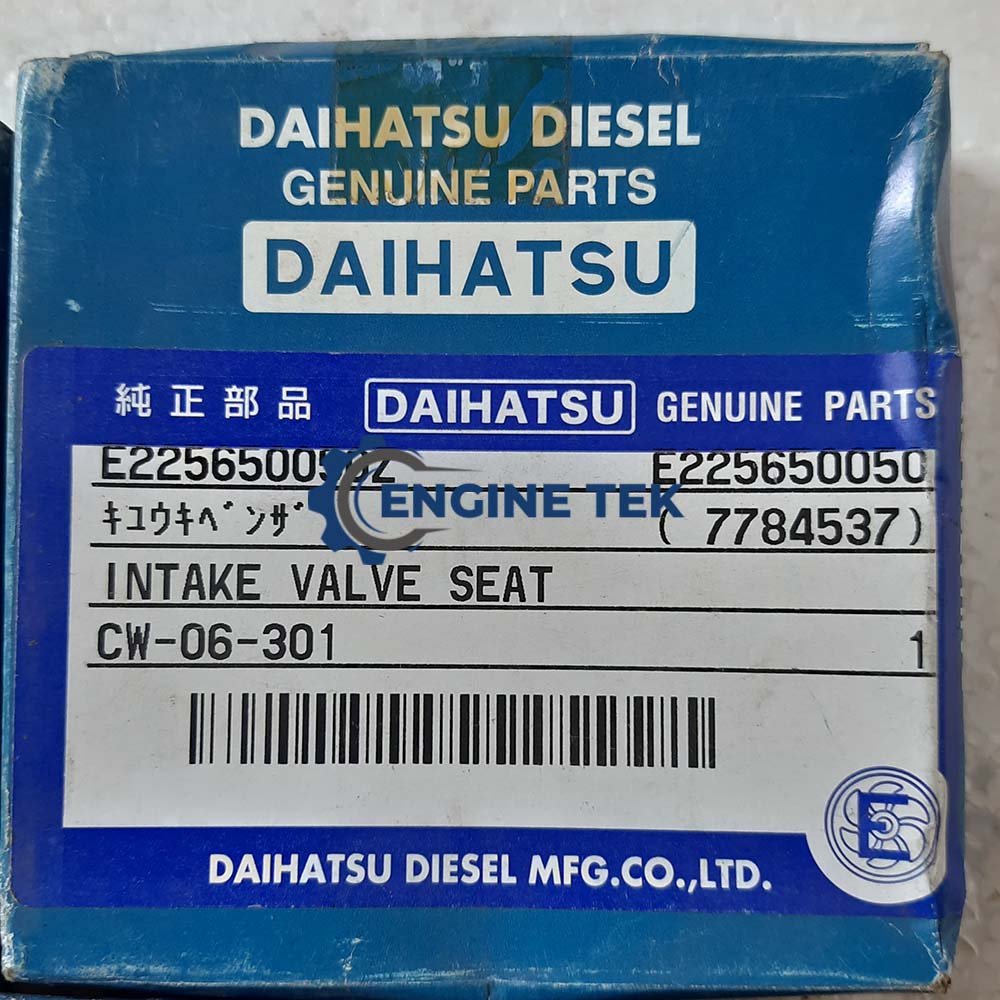 DAIHATSU DIESEL
GENUINE PARTS
DAIHATSU
純正部品 DAIHATSU GENUINE PARTS
E225650050Z E225650050
ｷﾕｳｷﾍﾞﾝｻﾞ (7784537)
ENGINE TEK
INTAKE VALVE SEAT
CW-06-301 1
E
DAIHATSU DIESEL MFG.CO.,LTD.